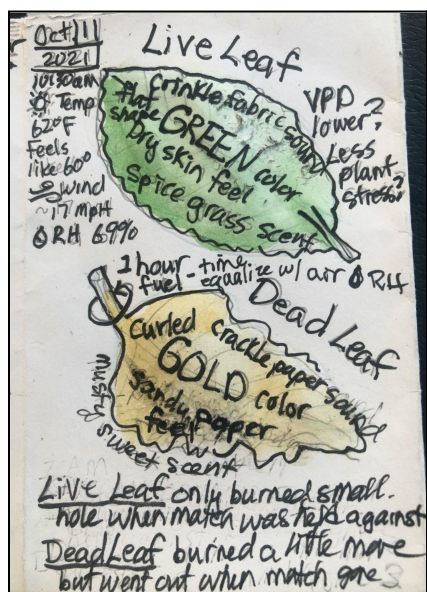 Oct 11
2021
10:30am
Temp
62°F
Feels
like 60°
Wind
~17 mpH
RH 69%
Live Leaf
crinkle fabric sound
flat
shape
GREEN color
Dry skin feel
Spice grass scent
VPD
lower?
Less
plant
stress?
1 hour - time
fuel - equalize w/ air RH
Dead Leaf
Curled crackle paper sound
GOLD color
sandy paper
feel
musty sweet scent
LiVe Leaf only burned small
hole when match was held against
Dead Leaf burned a little more
but went out when match gone